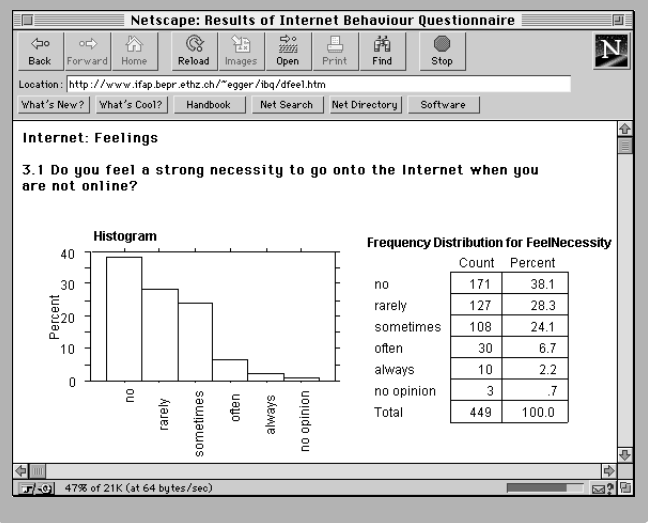 Netscape: Results of Internet Behaviour Questionnaire
Back Forward Home Reload Images Open Print Find Stop
N
Location: http://www.ifap.bepr.ethz.ch/~egger/ibq/dfeel.htm
What's New? What's Cool? Handbook Net Search Net Directory Software
Internet: Feelings
3.1 Do you feel a strong necessity to go onto the Internet when you
are not online?
Histogram
40
30
20
10
0
Percent
no
rarely
sometimes
often
always
no opinion
Frequency Distribution for FeelNecessity
Count Percent
no 171 38.1
rarely 127 28.3
sometimes 108 24.1
often 30 6.7
always 10 2.2
no opinion 3 .7
Total 449 100.0
47% of 21K (at 64 bytes/sec)
?